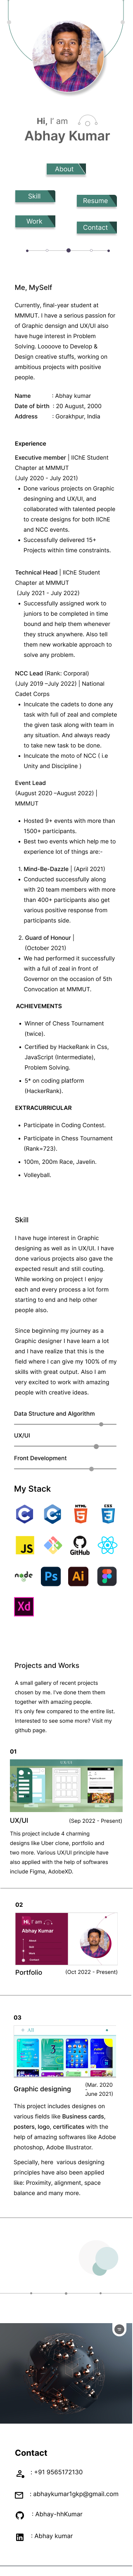 Hi, I' am
Abhay Kumar
About
Skill
Resume
Work
Contact
Me, MySelf
Currently, final-year student at
MMMUT. I have a serious passion for
of Graphic design and UX/UI also
have huge interest in Problem
Solving. Looove to Develop &
Design creative stuffs, working on
ambitious projects with positive
people.
Name : Abhay kumar
Date of birth : 20 August, 2000
Address : Gorakhpur, India
Experience
Executive member | IIChE Student
Chapter at MMMUT
(July 2020 - July 2021)
• Done various projects on Graphic
designing and UX/UI, and
collaborated with talented people
to create designs for both IIChE
and NCC events.
• Successfully delivered 15+
Projects within time constraints.
Technical Head | IIChE Student
Chapter at MMMUT
(July 2021 - July 2022)
• Successfully assigned work to
juniors to be completed in time
bound and help them whenever
they struck anywhere. Also tell
them new workable approach to
solve any problem.
NCC Lead (Rank: Corporal)
(July 2019 –July 2022) | National
Cadet Corps
• Inculcate the cadets to done any
task with full of zeal and complete
the given task along with team in
any situation. And always ready
to take new task to be done.
• Inculcate the moto of NCC ( i.e
Unity and Discipline )
Event Lead
(August 2020 –August 2022) |
MMMUT
• Hosted 9+ events with more than
1500+ participants.
• Best two events which help me to
experience lot of things are:-
1. Mind-Be-Dazzle | (April 2021)
• Conducted successfully along
with 20 team members with more
than 400+ participants also get
various positive response from
participants side.
2. Guard of Honour |
(October 2021)
• We had performed it successfully
with a full of zeal in front of
Governor on the occasion of 5th
Convocation at MMMUT.
ACHIEVEMENTS
• Winner of Chess Tournament
(twice).
• Certified by HackeRank in Css,
JavaScript (Intermediate),
Problem Solving.
• 5* on coding platform
(HackerRank).
EXTRACURRICULAR
• Participate in Coding Contest.
• Participate in Chess Tournament
(Rank=723).
• 100m, 200m Race, Javelin.
• Volleyball.
Skill
I have huge interest in Graphic
designing as well as in UX/UI. I have
done various projects also gave the
expected result and still couting.
While working on project I enjoy
each and every process a lot form
starting to end and help other
people also.
Since beginning my journey as a
Graphic designer I have learn a lot
and I have realize that this is the
field where I can give my 100% of my
skills with great output. Also i am
very excited to work with amazing
people with creative ideas.
Data Structure and Algorithm
UX/UI
Front Development
My Stack
C
C
HTML
CSS
JS
GitHub
node
Ps
Ai
Xd
Projects and Works
A small gallery of recent projects
chosen by me. I've done them them
together with amazing people.
It's only few compared to the entire list.
Interested to see some more? Visit my
github page.
01
UX/UI
UX/UI (Sep 2022 - Present)
This project include 4 charming
designs like Uber clone, portfolio and
two more. Various UX/UI principle have
also applied with the help of softwares
include Figma, AdobeXD.
02
Hi, I' am
Abhay Kumar
Portfolio (Oct 2022 - Present)
03
All
Graphic designing (Mar. 2020
June 2021)
This project includes designs on
various fields like Business cards,
posters, logo, certificates with the
help of amazing softwares like Adobe
photoshop, Adobe Illustrator.
Specially, here various designing
principles have also been applied
like: Proximity, alignment, space
balance and many more.
Contact
: +91 9565172130
: abhaykumar1gkp@gmail.com
: Abhay-hhKumar
: Abhay kumar